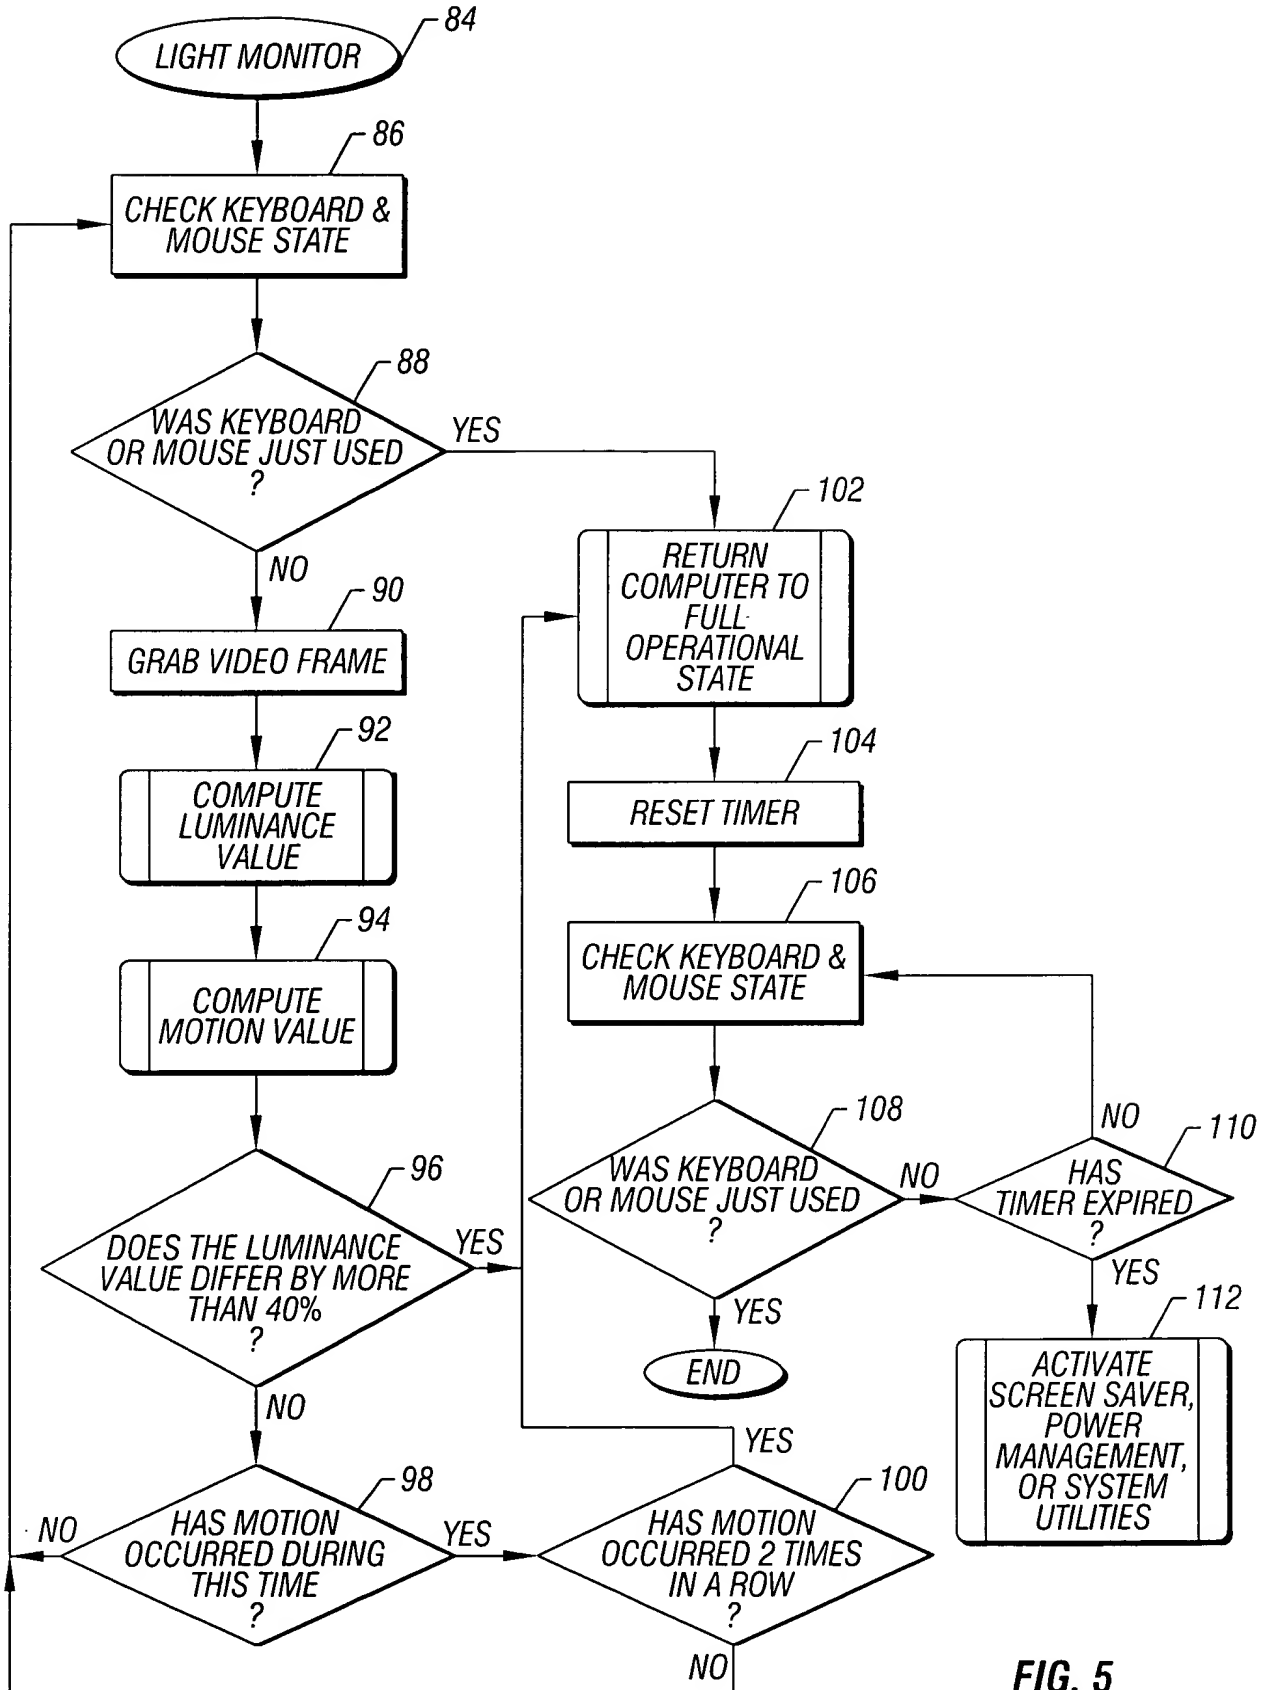 84
LIGHT MONITOR
86
CHECK KEYBOARD &
MOUSE STATE
88
WAS KEYBOARD
OR MOUSE JUST USED
?
YES
NO
90
GRAB VIDEO FRAME
92
COMPUTE
LUMINANCE
VALUE
94
COMPUTE
MOTION VALUE
96
DOES THE LUMINANCE
VALUE DIFFER BY MORE
THAN 40%
?
YES
NO
98
HAS MOTION
OCCURRED DURING
THIS TIME
?
NO
YES
100
HAS MOTION
OCCURRED 2 TIMES
IN A ROW
?
YES
NO
102
RETURN
COMPUTER TO
FULL
OPERATIONAL
STATE
104
RESET TIMER
106
CHECK KEYBOARD &
MOUSE STATE
108
WAS KEYBOARD
OR MOUSE JUST USED
?
NO
YES
END
110
HAS
TIMER EXPIRED
?
NO
YES
112
ACTIVATE
SCREEN SAVER,
POWER
MANAGEMENT,
OR SYSTEM
UTILITIES
FIG. 5